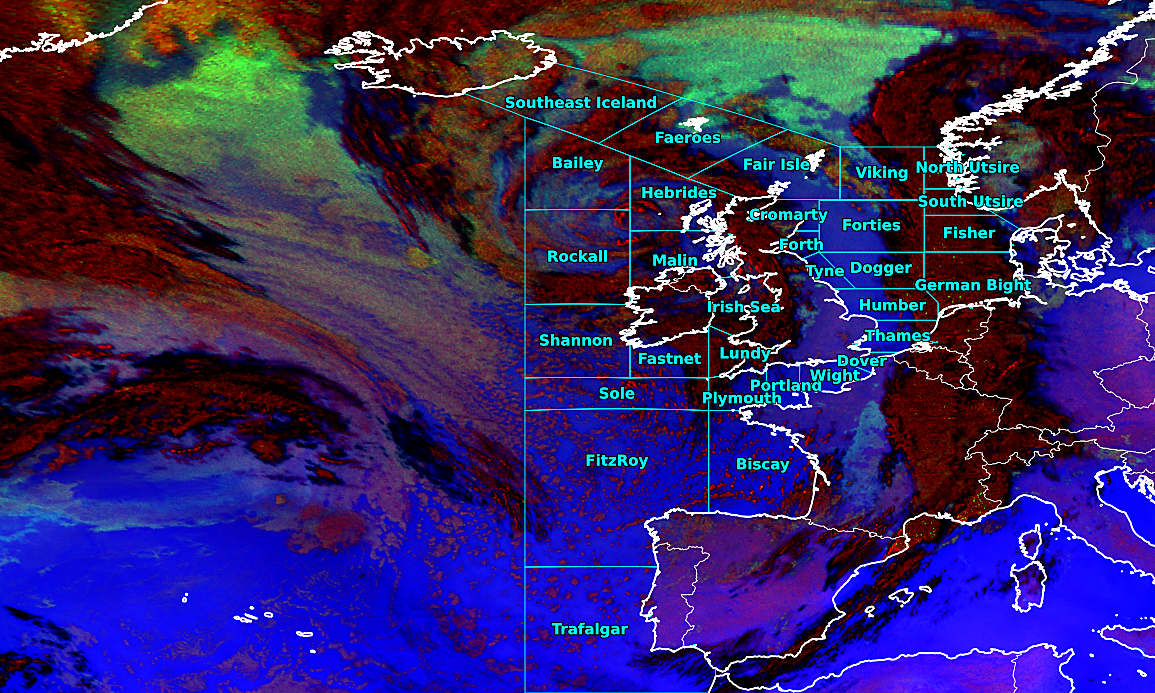 Southeast Iceland
Faeroes
Bailey
Fair Isle
Viking
North Utsire
Hebrides
South Utsire
Cromarty
Forties
Fisher
Forth
Rockall
Malin
Tyne
Dogger
German Bight
Irish Sea
Humber
Shannon
Thames
Fastnet
Lundy
Dover
Wight
Portland
Sole
Plymouth
FitzRoy
Biscay
Trafalgar